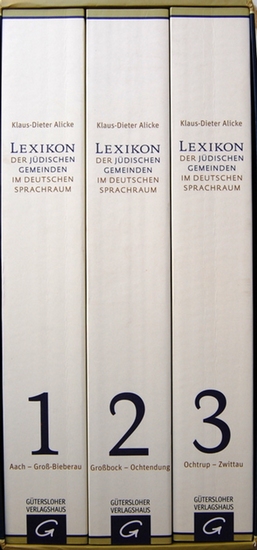 Klaus-Dieter Alicke
LEXIKON
DER JÜDISCHEN
GEMEINDEN
IM DEUTSCHEN
SPRACHRAUM
1
Aach – Groß-Bieberau
GÜTERSLOHER
VERLAGSHAUS
G
Klaus-Dieter Alicke
LEXIKON
DER JÜDISCHEN
GEMEINDEN
IM DEUTSCHEN
SPRACHRAUM
2
Großbock – Ochtendung
GÜTERSLOHER
VERLAGSHAUS
G
Klaus-Dieter Alicke
LEXIKON
DER JÜDISCHEN
GEMEINDEN
IM DEUTSCHEN
SPRACHRAUM
3
Ochtrup – Zwittau
GÜTERSLOHER
VERLAGSHAUS
G